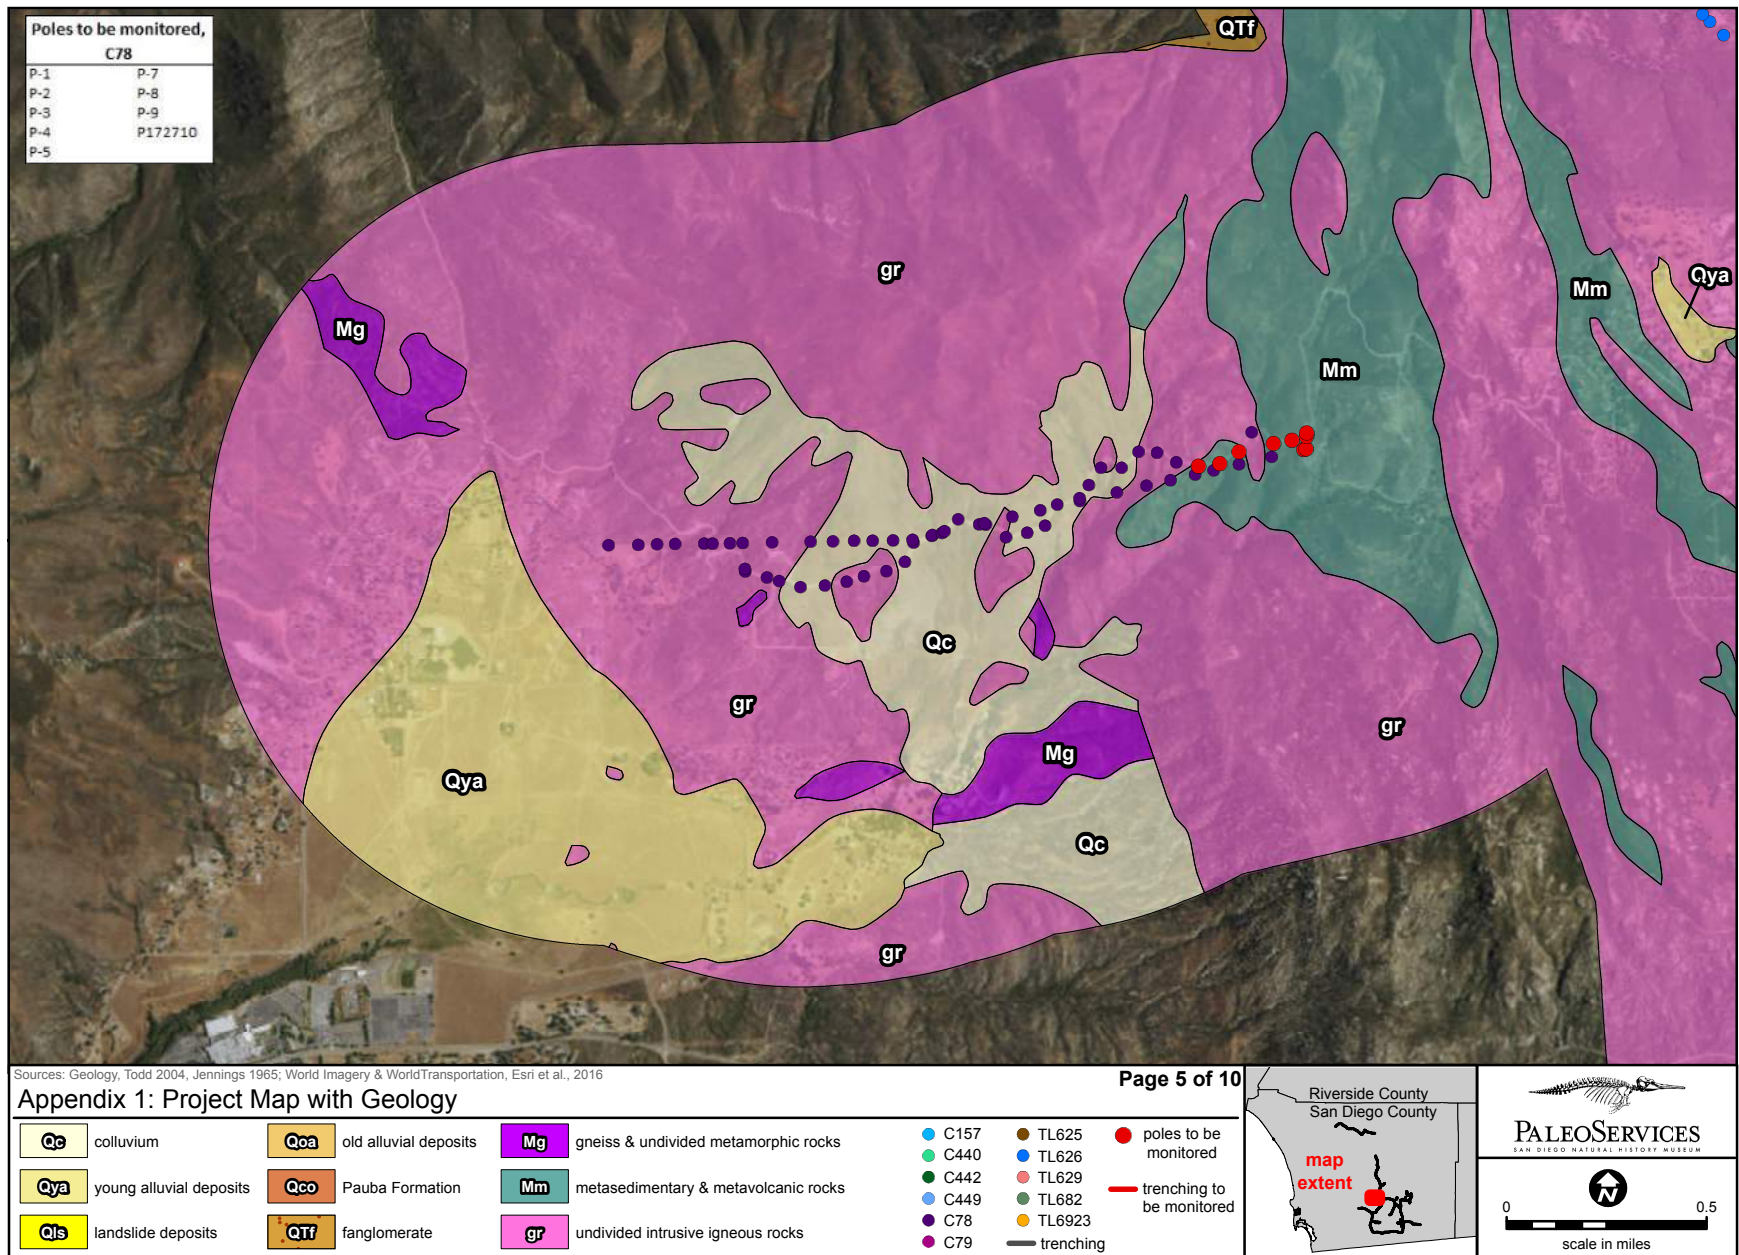 Poles to be monitored,
C78
P-1 P-7
P-2 P-8
P-3 P-9
P-4 P172710
P-5
QTf
gr
Mg
Mm
Mm
Qya
Qc
gr
gr
Mg
Qya
Qc
gr
Sources: Geology, Todd 2004, Jennings 1965; World Imagery & WorldTransportation, Esri et al., 2016
Page 5 of 10
Appendix 1: Project Map with Geology
Qc colluvium
Qya young alluvial deposits
Qls landslide deposits
Qoa old alluvial deposits
Qco Pauba Formation
QTf fanglomerate
Mg gneiss & undivided metamorphic rocks
Mm metasedimentary & metavolcanic rocks
gr undivided intrusive igneous rocks
C157
C440
C442
C449
C78
C79
TL625
TL626
TL629
TL682
TL6923
trenching
poles to be
monitored
trenching to
be monitored
Riverside County
San Diego County
map
extent
PALEOSERVICES
SAN DIEGO NATURAL HISTORY MUSEUM
N
0 0.5
scale in miles